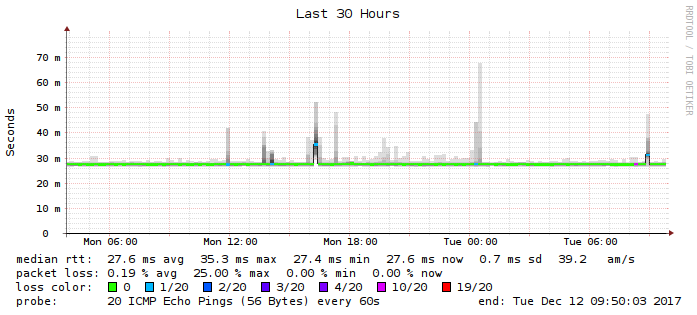 Last 30 Hours
RRDTOOL / TOBI OETIKER
Seconds
70 m
60 m
50 m
40 m
30 m
20 m
10 m
0
Mon 06:00 Mon 12:00 Mon 18:00 Tue 00:00 Tue 06:00
median rtt: 27.6 ms avg 35.3 ms max 27.4 ms min 27.6 ms now 0.7 ms sd 39.2 am/s
packet loss: 0.19 % avg 25.00 % max 0.00 % min 0.00 % now
loss color: 0 1/20 2/20 3/20 4/20 10/20 19/20
probe: 20 ICMP Echo Pings (56 Bytes) every 60s end: Tue Dec 12 09:50:03 2017